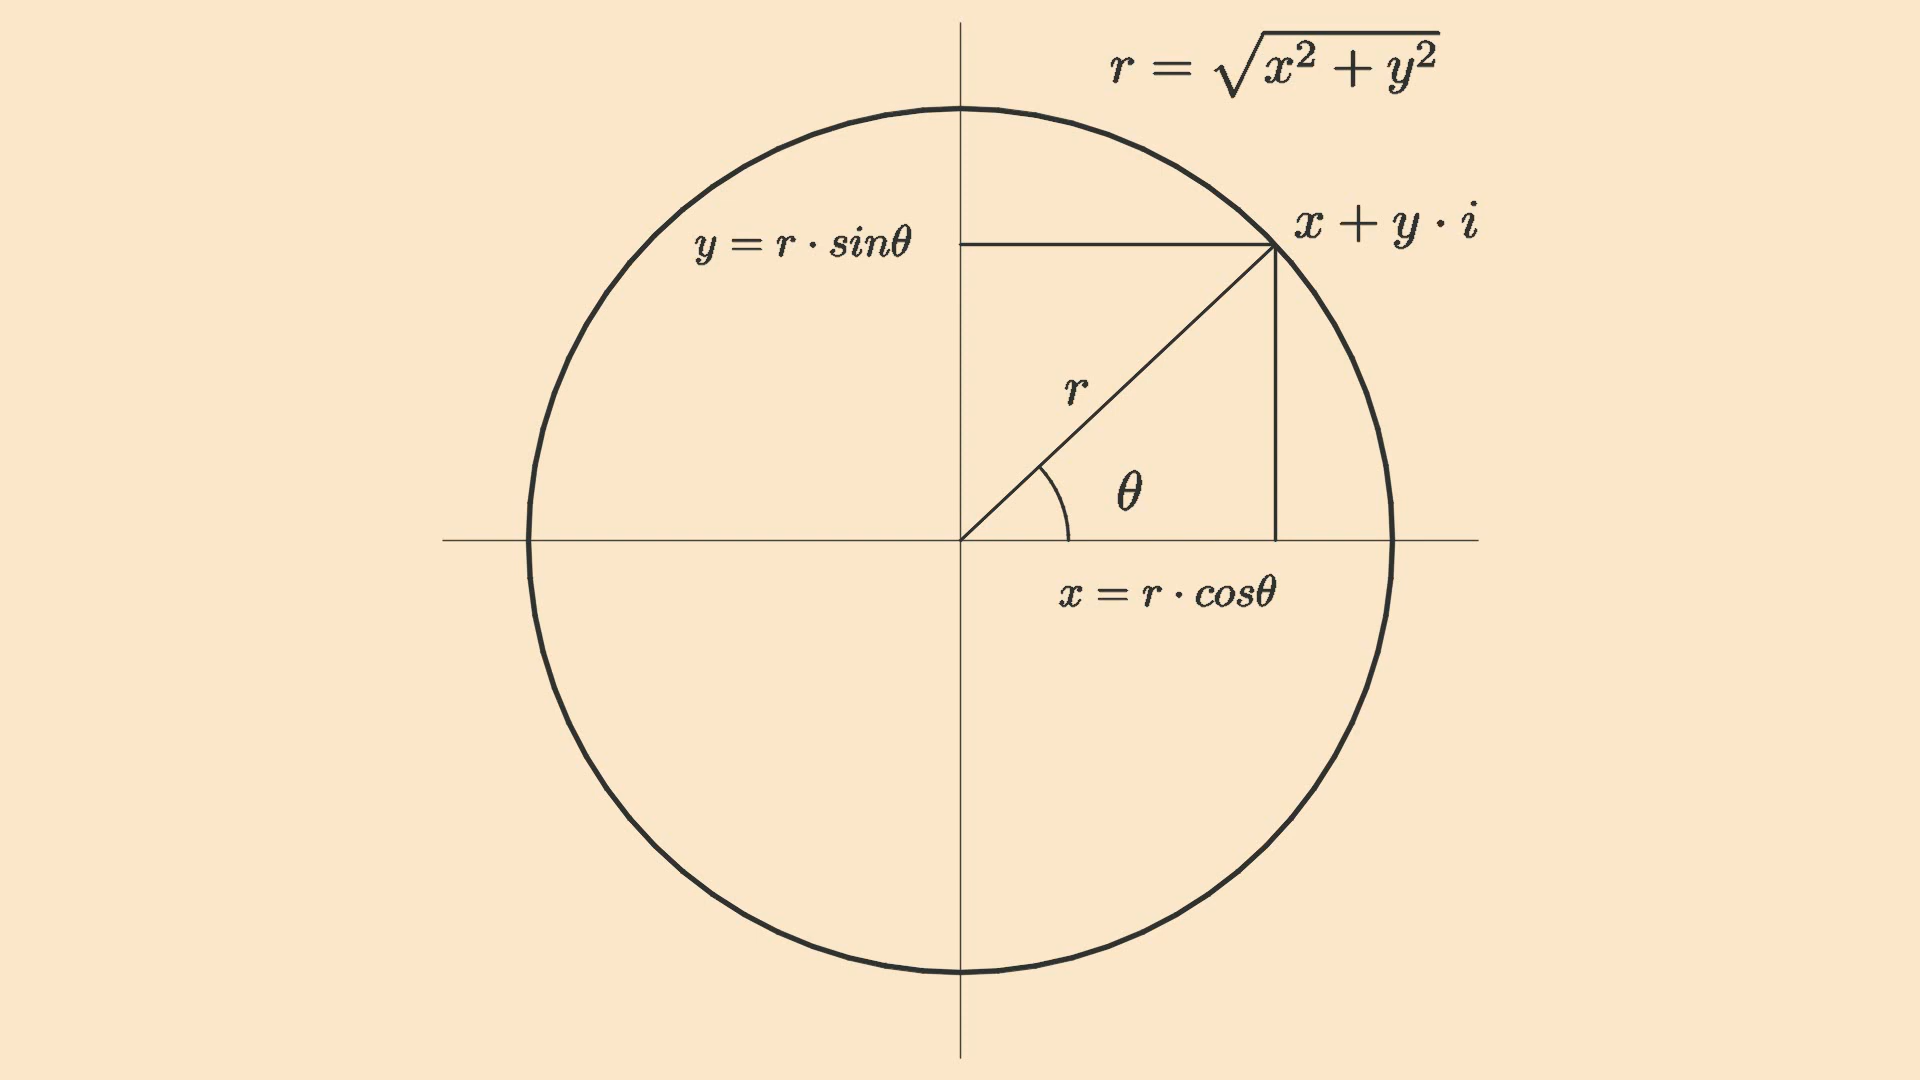 r = √x² + y²
x + y · i
y = r · sinθ
r
θ
x = r · cosθ